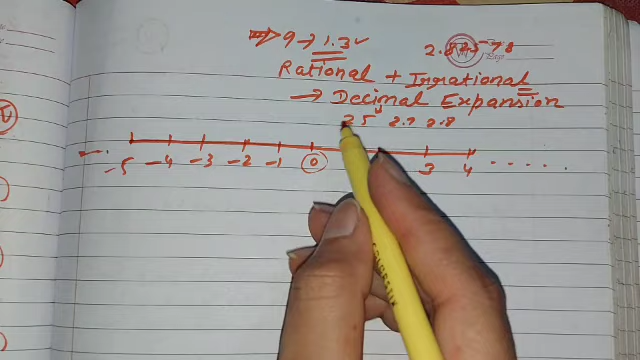 9 → 1.3 ✓
2.87578
Rational + Irrational
→ Decimal Expansion
2.5 2.7 2.8
-5 -4 -3 -2 -1 0 3 4 ......